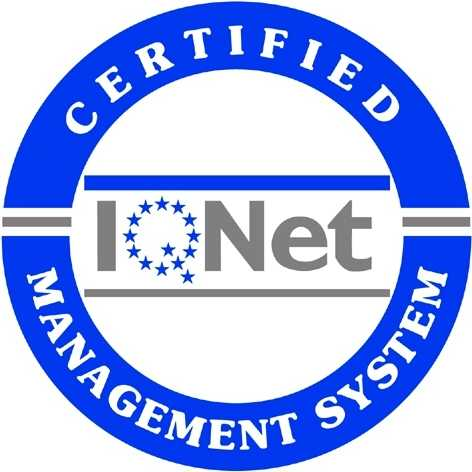 CERTIFIED
IQNet
MANAGEMENT SYSTEM